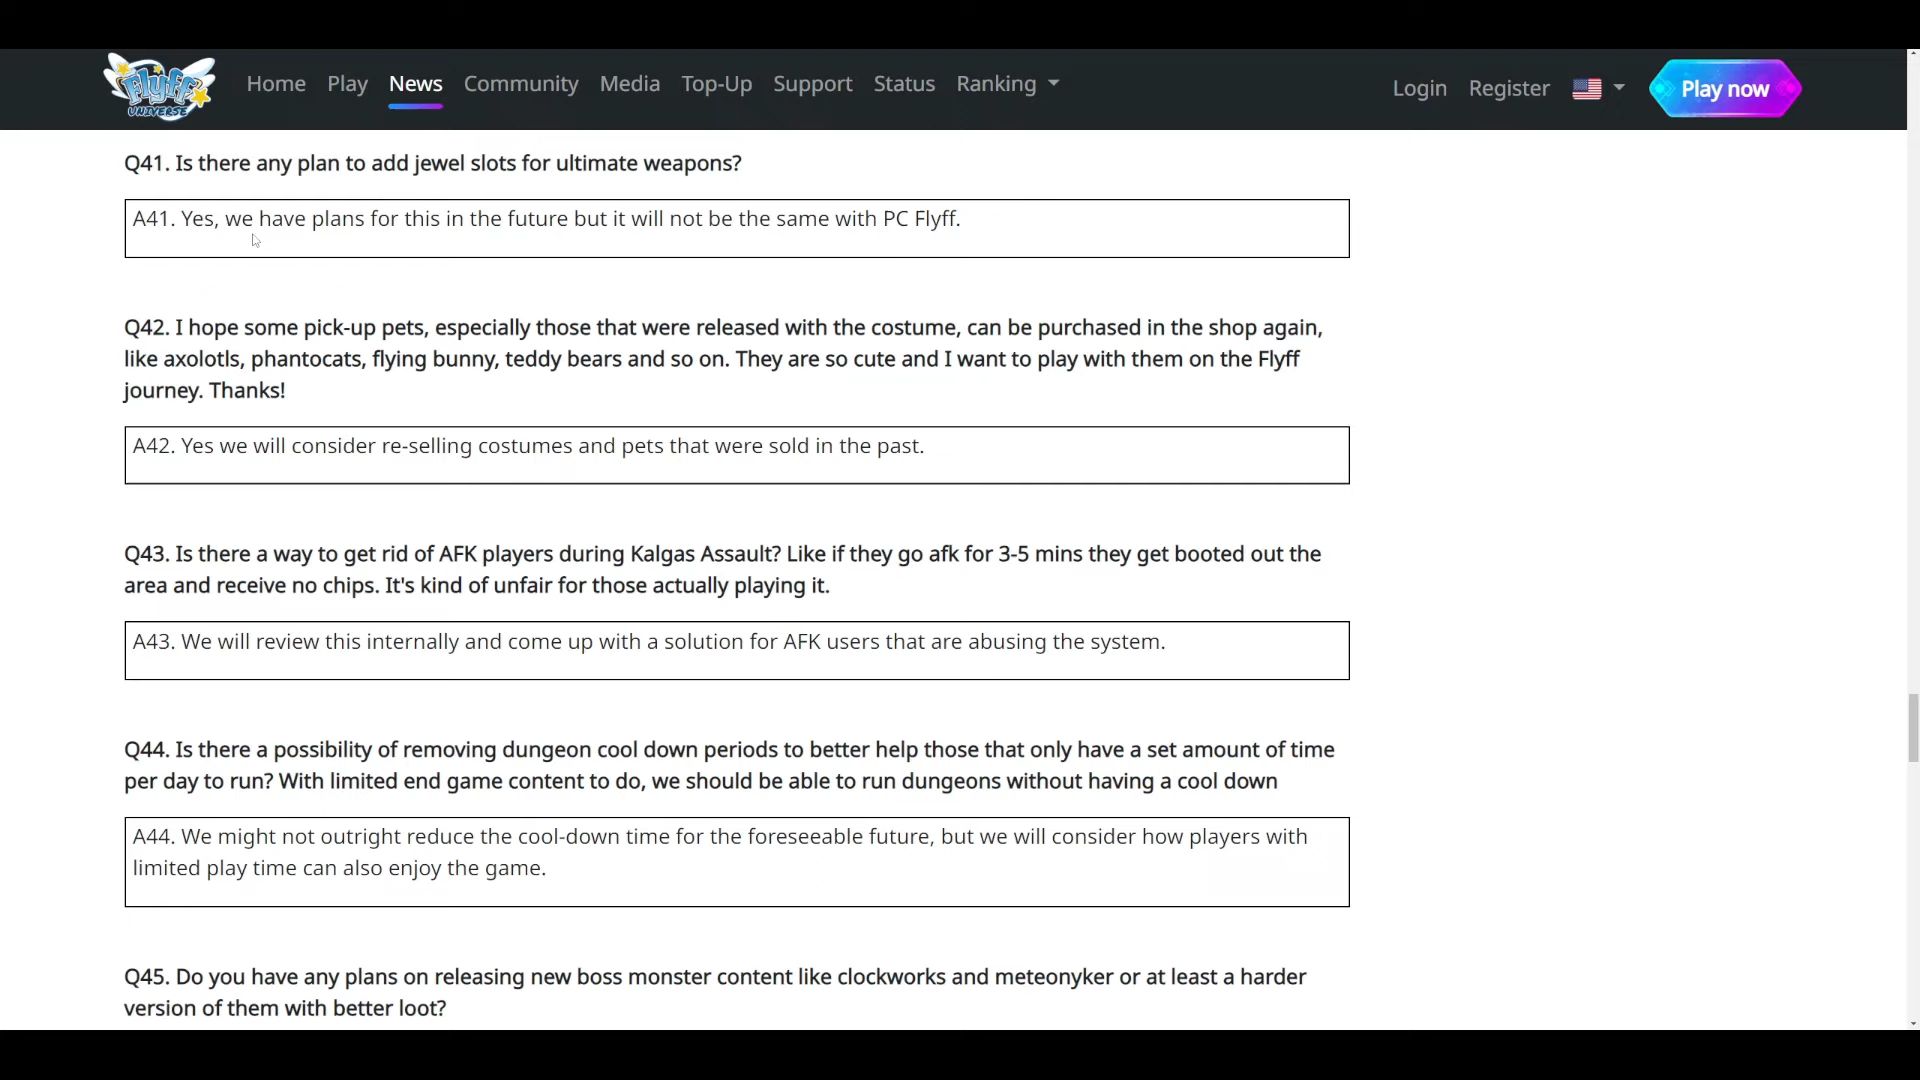 Flyff
UNIVERSE
Home Play News Community Media Top-Up Support Status Ranking
Login Register
Play now
Q41. Is there any plan to add jewel slots for ultimate weapons?
A41. Yes, we have plans for this in the future but it will not be the same with PC Flyff.
Q42. I hope some pick-up pets, especially those that were released with the costume, can be purchased in the shop again,
like axolotls, phantocats, flying bunny, teddy bears and so on. They are so cute and I want to play with them on the Flyff
journey. Thanks!
A42. Yes we will consider re-selling costumes and pets that were sold in the past.
Q43. Is there a way to get rid of AFK players during Kalgas Assault? Like if they go afk for 3-5 mins they get booted out the
area and receive no chips. It's kind of unfair for those actually playing it.
A43. We will review this internally and come up with a solution for AFK users that are abusing the system.
Q44. Is there a possibility of removing dungeon cool down periods to better help those that only have a set amount of time
per day to run? With limited end game content to do, we should be able to run dungeons without having a cool down
A44. We might not outright reduce the cool-down time for the foreseeable future, but we will consider how players with
limited play time can also enjoy the game.
Q45. Do you have any plans on releasing new boss monster content like clockworks and meteonyker or at least a harder
version of them with better loot?